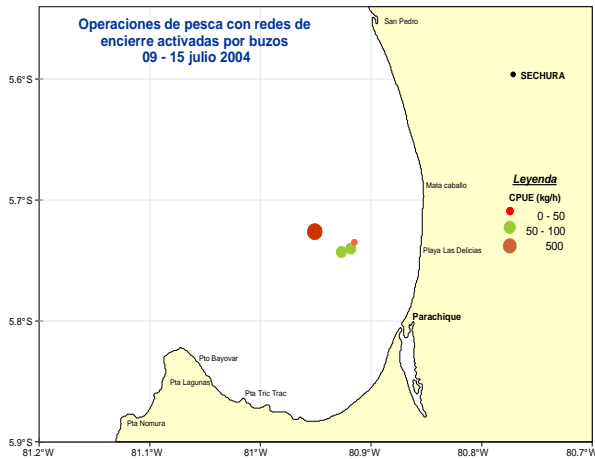 Operaciones de pesca con redes de
encierre activadas por buzos
09 - 15 julio 2004
San Pedro
5.6°S
SECHURA
Leyenda
CPUE (kg/h)
0 - 50
50 - 100
500
Mata caballo
5.7°S
Playa Las Delicias
Parachique
5.8°S
Pto Bayovar
Pta Lagunas
Pta Tric Trac
Pta Nomura
5.9°S
81.2°W
81.1°W
81°W
80.9°W
80.8°W
80.7°W